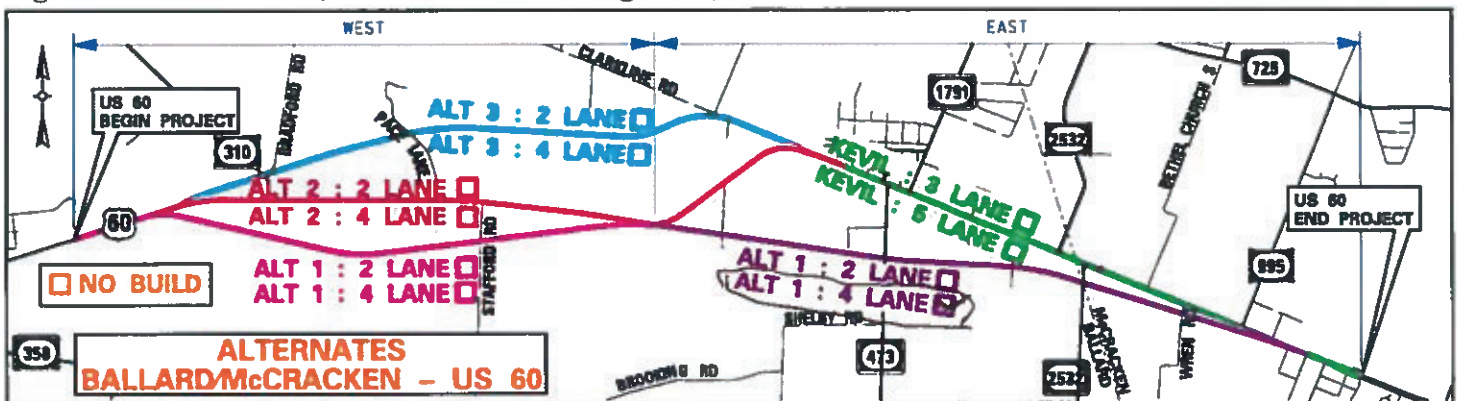 WEST
EAST
CLARKLINE RD
725
1791
BRADFORD RD
US 60
BEGIN PROJECT
PACE LANE
ALT 3 : 2 LANE
ALT 3 : 4 LANE
310
2532
BETHEL CHURCH
KEVIL : 3 LANE
KEVIL : 5 LANE
ALT 2 : 2 LANE
ALT 2 : 4 LANE
US 60
END PROJECT
60
STAFFORD RD
NO BUILD
ALT 1 : 2 LANE
ALT 1 : 4 LANE
ALT 1 : 2 LANE
ALT 1 : 4 LANE
995
SHELBY RD
358
ALTERNATES
BALLARD/McCRACKEN - US 60
BROOKING RD
473
2532
McCRACKEN
BALLARD
WREN RD